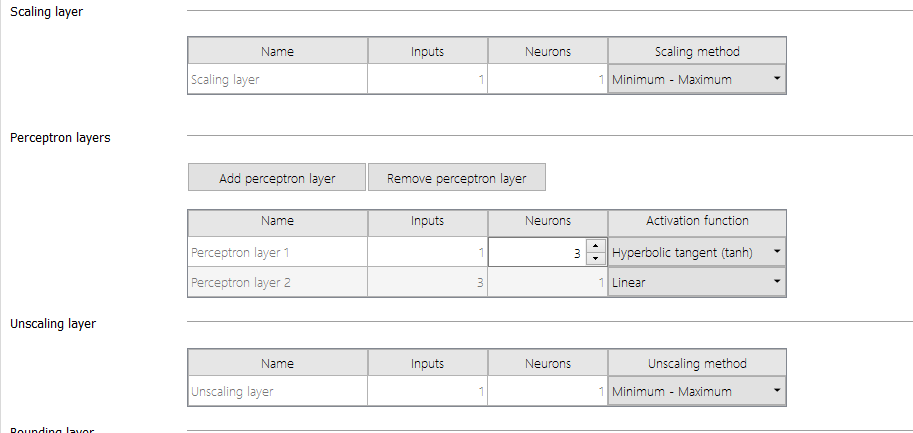 Scaling layer
Name Inputs Neurons Scaling method
Scaling layer 1 1 Minimum - Maximum
Perceptron layers
Add perceptron layer Remove perceptron layer
Name Inputs Neurons Activation function
Perceptron layer 1 1 3 Hyperbolic tangent (tanh)
Perceptron layer 2 3 1 Linear
Unscaling layer
Name Inputs Neurons Unscaling method
Unscaling layer 1 1 Minimum - Maximum
Rounding layer